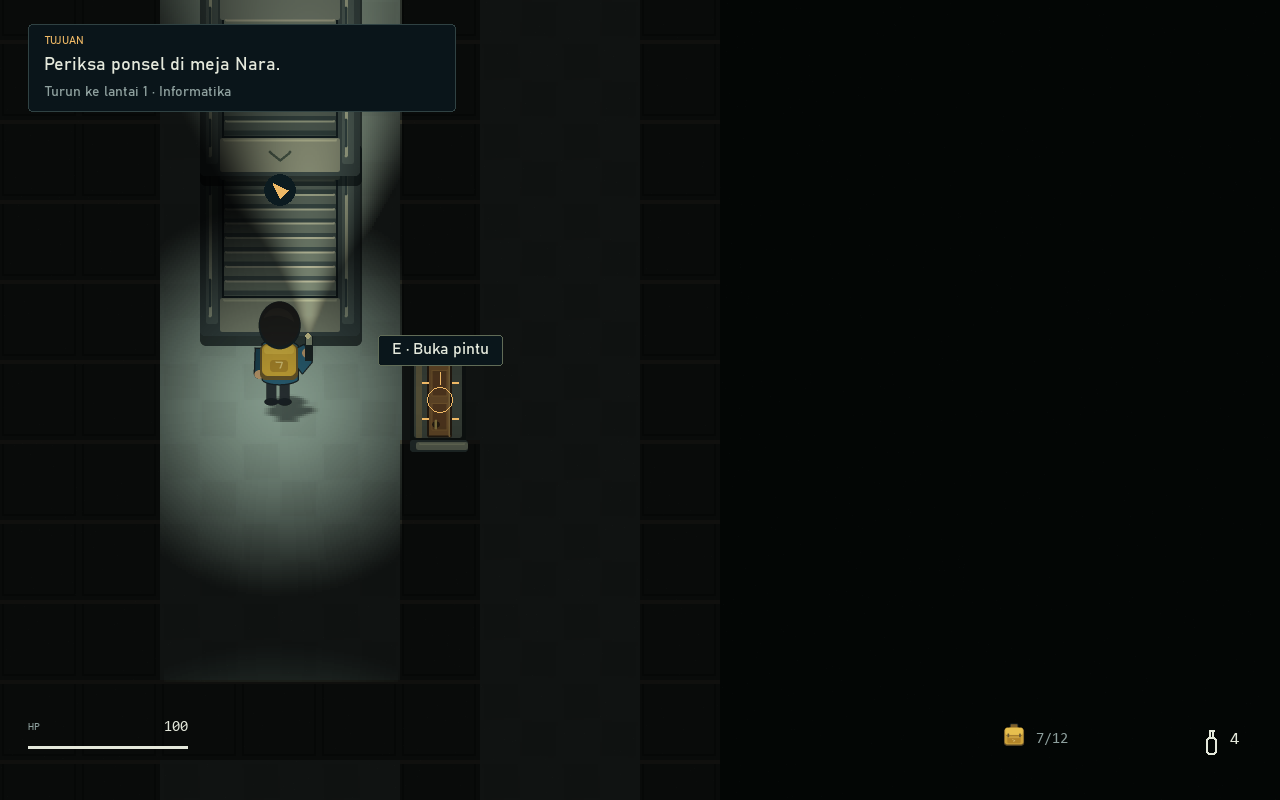 TUJUAN
Periksa ponsel di meja Nara.
Turun ke lantai 1 · Informatika
E · Buka pintu
HP 100
7/12
4